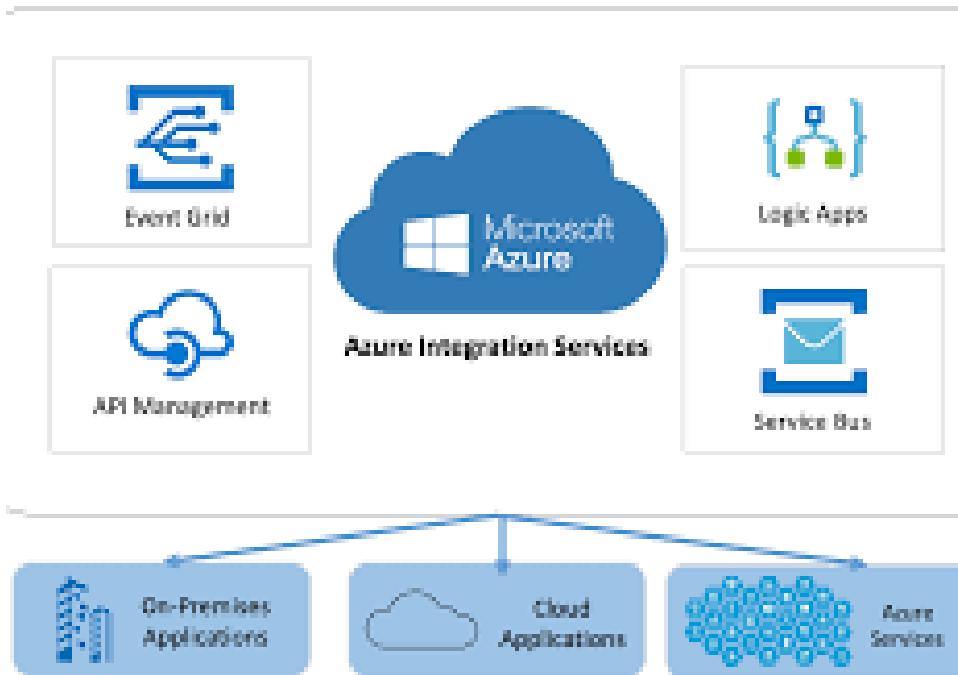 Event Grid
Logic Apps
Microsoft
Azure
Azure Integration Services
API Management
Service Bus
On-Premises
Applications
Cloud
Applications
Azure
Services